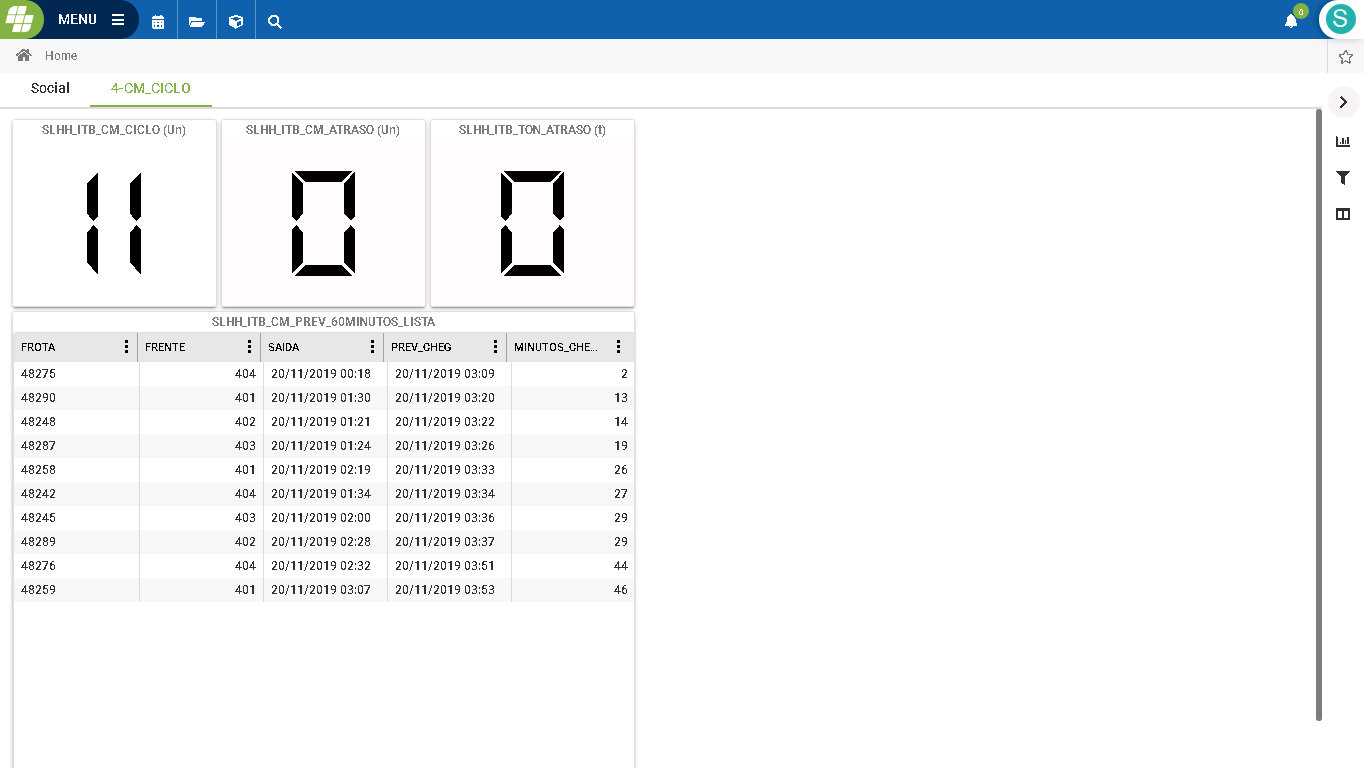 MENU
0
S
Home
Social 4-CM_CICLO
SLHH_ITB_CM_CICLO (Un) SLHH_ITB_CM_ATRASO (Un) SLHH_ITB_TON_ATRASO (t)
11 0 0
SLHH_ITB_CM_PREV_60MINUTOS_LISTA
FROTA FRENTE SAIDA PREV_CHEG MINUTOS_CHE...
48275 404 20/11/2019 00:18 20/11/2019 03:09 2
48290 401 20/11/2019 01:30 20/11/2019 03:20 13
48248 402 20/11/2019 01:21 20/11/2019 03:22 14
48287 403 20/11/2019 01:24 20/11/2019 03:26 19
48258 401 20/11/2019 02:19 20/11/2019 03:33 26
48242 404 20/11/2019 01:34 20/11/2019 03:34 27
48245 403 20/11/2019 02:00 20/11/2019 03:36 29
48289 402 20/11/2019 02:28 20/11/2019 03:37 29
48276 404 20/11/2019 02:32 20/11/2019 03:51 44
48259 401 20/11/2019 03:07 20/11/2019 03:53 46